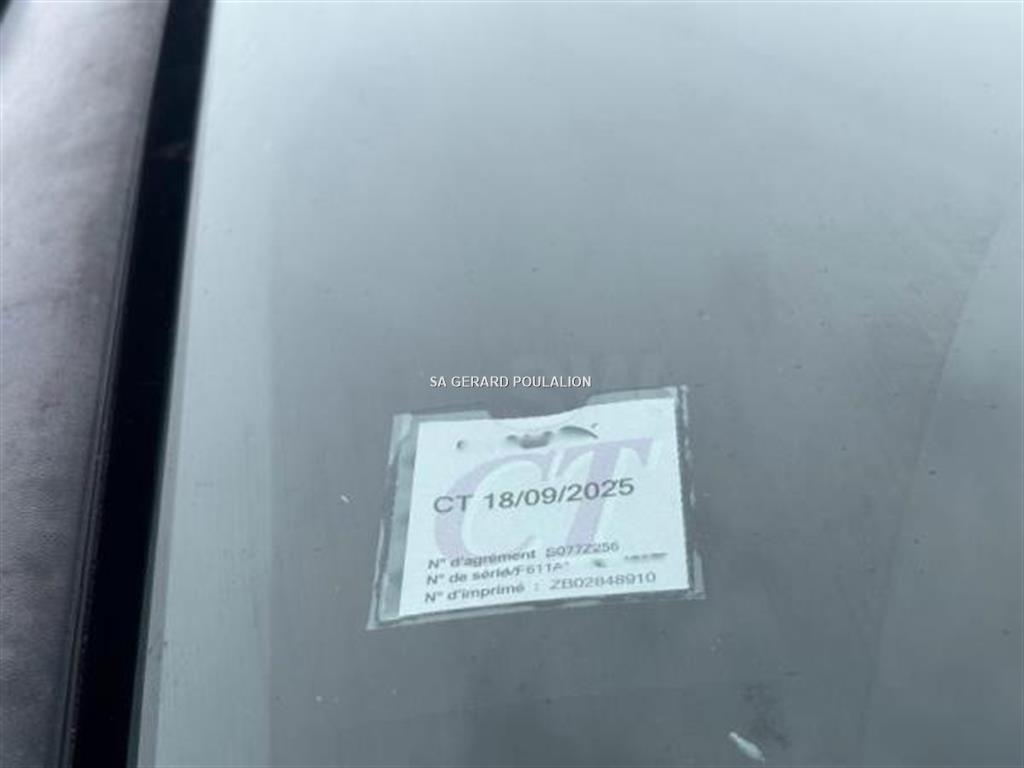 SA GERARD POULALION
CT
CT 18/09/2025
N° d'agrément S077Z256
N° de série/F611A
N° d'imprimé : ZB02848910